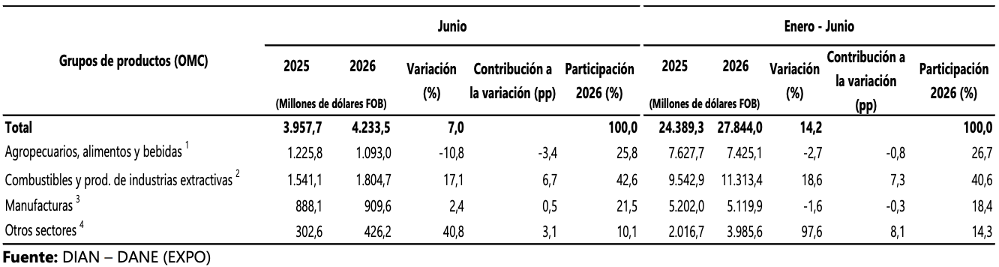 Junio Enero - Junio
Grupos de productos (OMC) 2025 2026 Variación (%) Contribución a la variación (pp) Participación 2026 (%) 2025 2026 Variación (%) Contribución a la variación (pp) Participación 2026 (%)
(Millones de dólares FOB) (Millones de dólares FOB)
Total 3.957,7 4.233,5 7,0 100,0 24.389,3 27.844,0 14,2 100,0
Agropecuarios, alimentos y bebidas 1 1.225,8 1.093,0 -10,8 -3,4 25,8 7.627,7 7.425,1 -2,7 -0,8 26,7
Combustibles y prod. de industrias extractivas 2 1.541,1 1.804,7 17,1 6,7 42,6 9.542,9 11.313,4 18,6 7,3 40,6
Manufacturas 3 888,1 909,6 2,4 0,5 21,5 5.202,0 5.119,9 -1,6 -0,3 18,4
Otros sectores 4 302,6 426,2 40,8 3,1 10,1 2.016,7 3.985,6 97,6 8,1 14,3
Fuente: DIAN – DANE (EXPO)